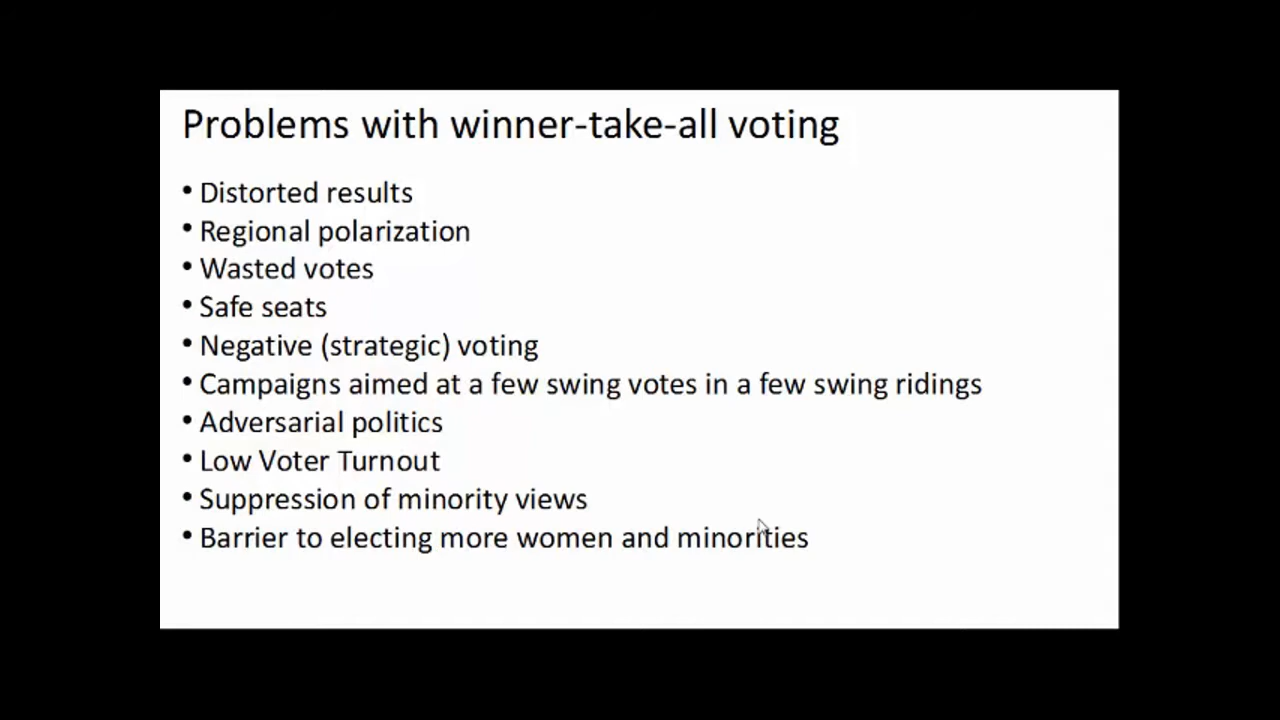 Problems with winner-take-all voting
• Distorted results
• Regional polarization
• Wasted votes
• Safe seats
• Negative (strategic) voting
• Campaigns aimed at a few swing votes in a few swing ridings
• Adversarial politics
• Low Voter Turnout
• Suppression of minority views
• Barrier to electing more women and minorities